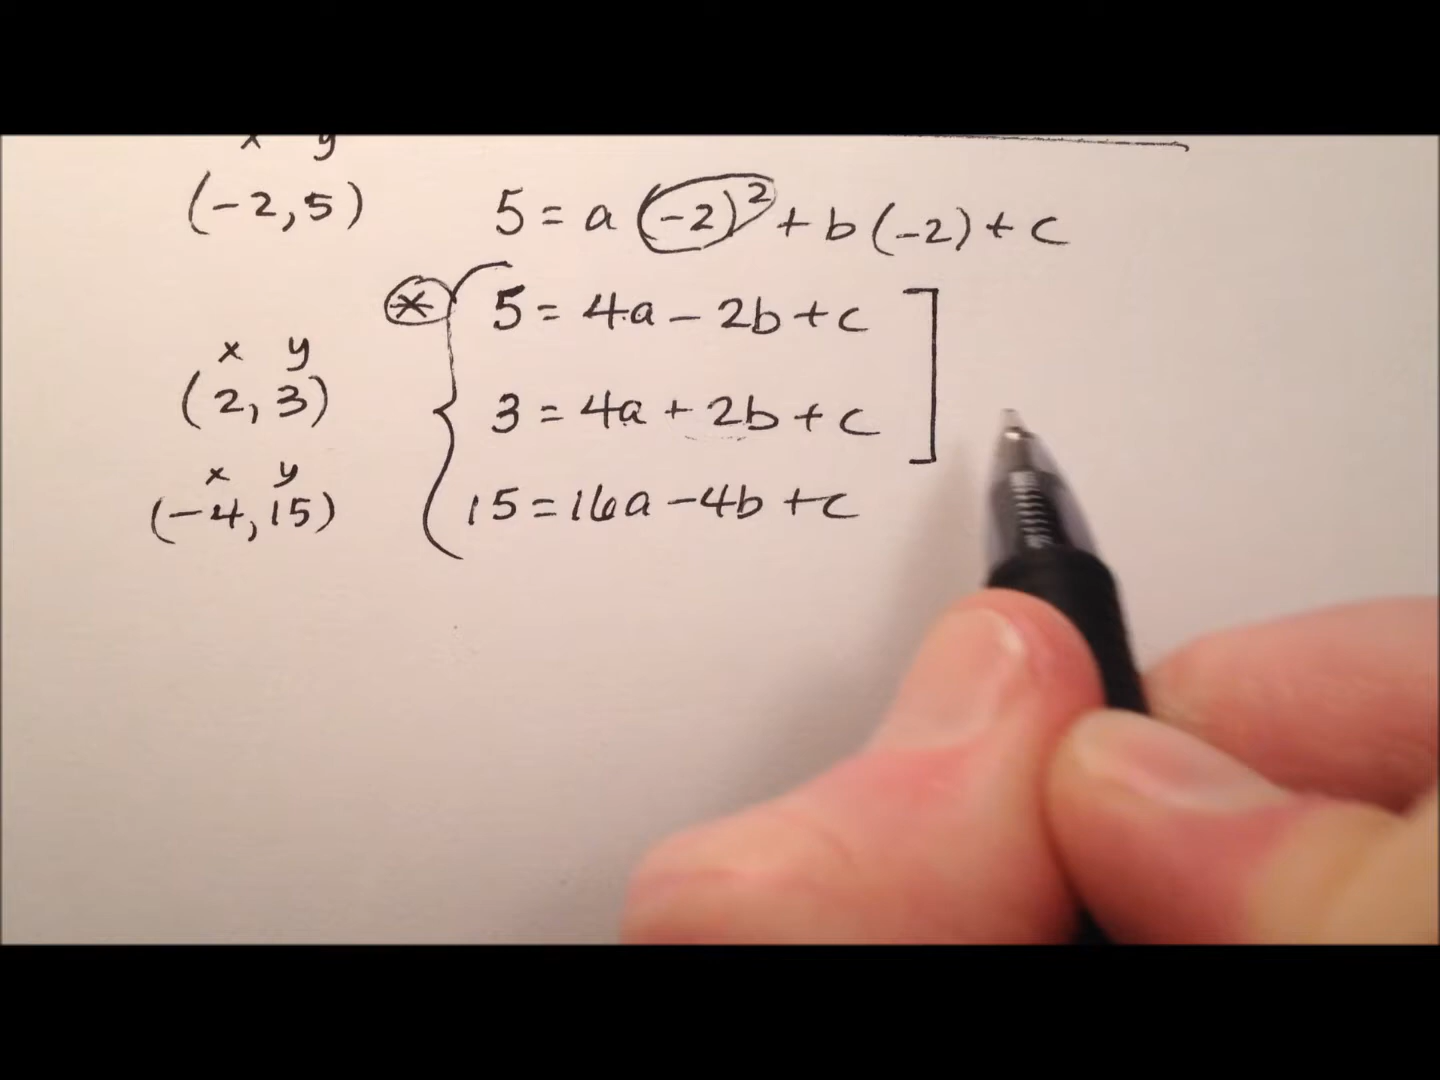 x y
(-2,5) 5 = a (-2)² + b (-2) + c
* 5 = 4a - 2b + c
x y
(2, 3) 3 = 4a + 2b + c
x y
(-4,15) 15 = 16a - 4b + c